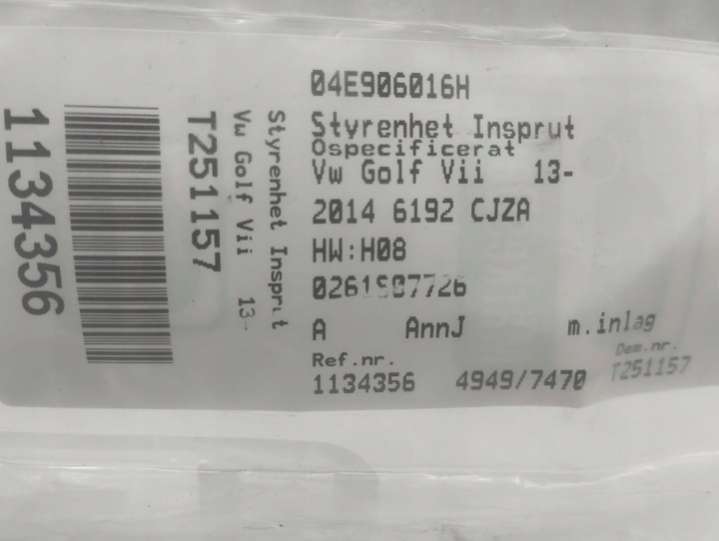 1134356
T251157
Vw Golf Vii 13-
Styrenhet Insprut
04E906016H
Styrenhet Insprut
Ospecificerat
Vw Golf Vii 13-
2014 6192 CJZA
HW:H08
0261S07726
A AnnJ m.inlag
Dem.nr.
Ref.nr.
1134356 4949/7470 T251157